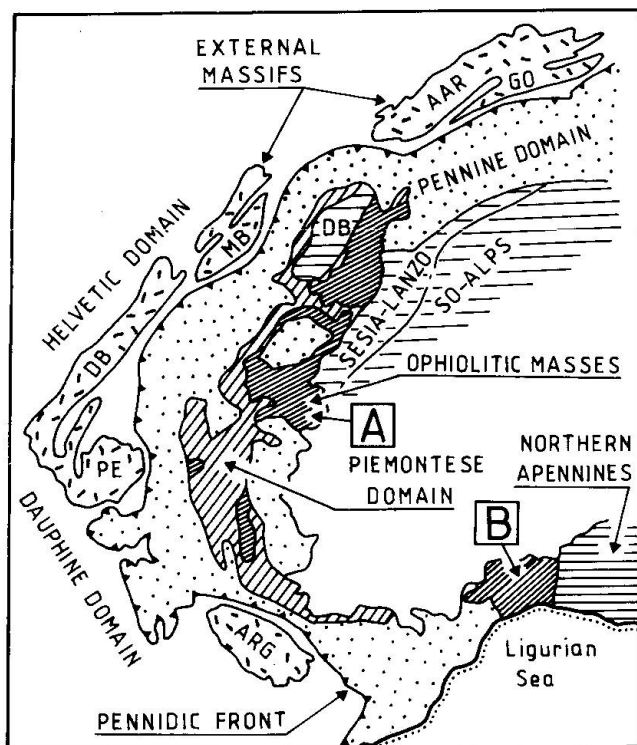 EXTERNAL
MASSIFS
AAR
GO
PENNINE DOMAIN
MB
DB
HELVETIC DOMAIN
SESIA-LANZO
SO-ALPS
DB
OPHIOLITIC MASSES
A
PIEMONTESE
DOMAIN
NORTHERN
APENNINES
PE
B
DAUPHINE DOMAIN
ARG
Ligurian
Sea
PENNIDIC FRONT